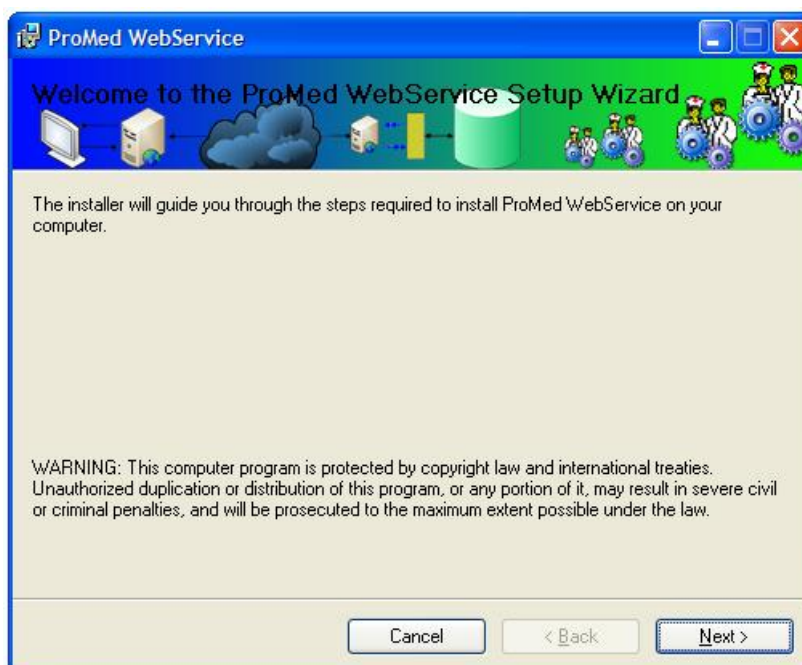 ProMed WebService
Welcome to the ProMed WebService Setup Wizard
The installer will guide you through the steps required to install ProMed WebService on your
computer.
WARNING: This computer program is protected by copyright law and international treaties.
Unauthorized duplication or distribution of this program, or any portion of it, may result in severe civil
or criminal penalties, and will be prosecuted to the maximum extent possible under the law.
Cancel
< Back
Next >